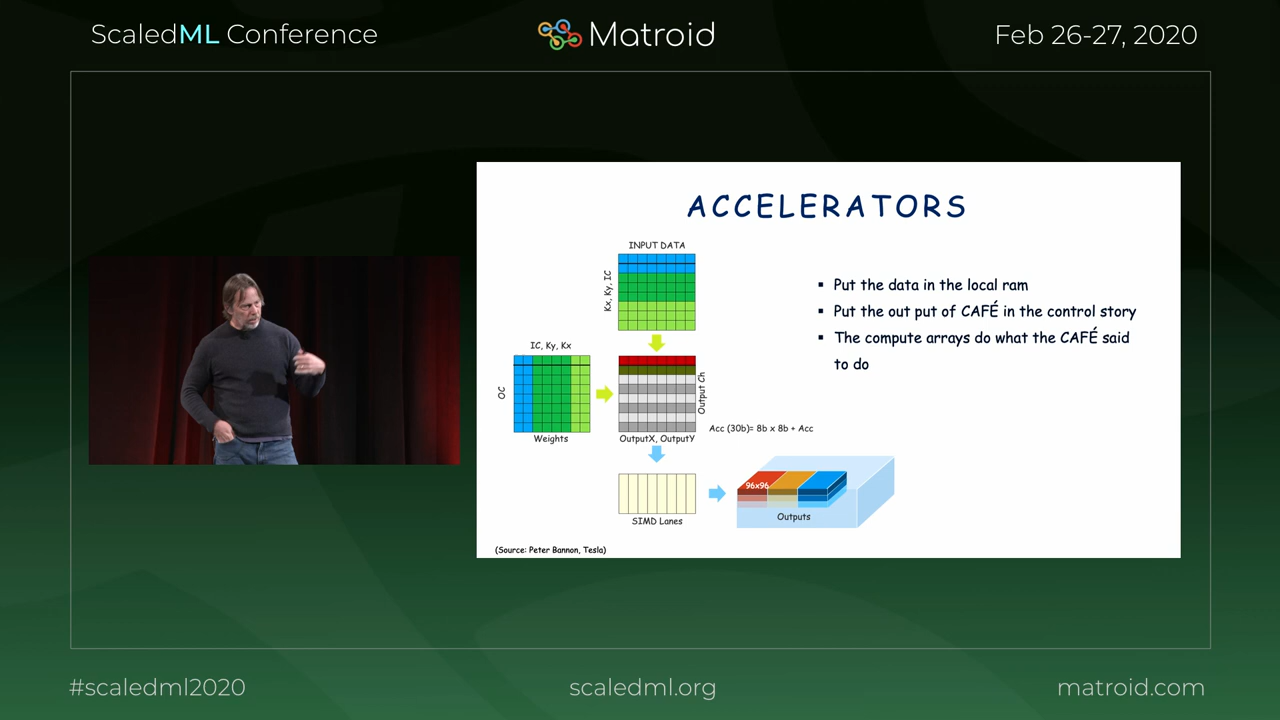 ScaledML Conference
Matroid
Feb 26-27, 2020
ACCELERATORS
INPUT DATA
Kx, Ky, IC
IC, Ky, Kx
OC
Weights
Output Ch
OutputX, OutputY
Acc (30b)= 8b x 8b + Acc
SIMD Lanes
96x96
Outputs
(Source: Peter Bannon, Tesla)
▪ Put the data in the local ram
▪ Put the out put of CAFÉ in the control story
▪ The compute arrays do what the CAFÉ said
to do
#scaledml2020
scaledml.org
matroid.com